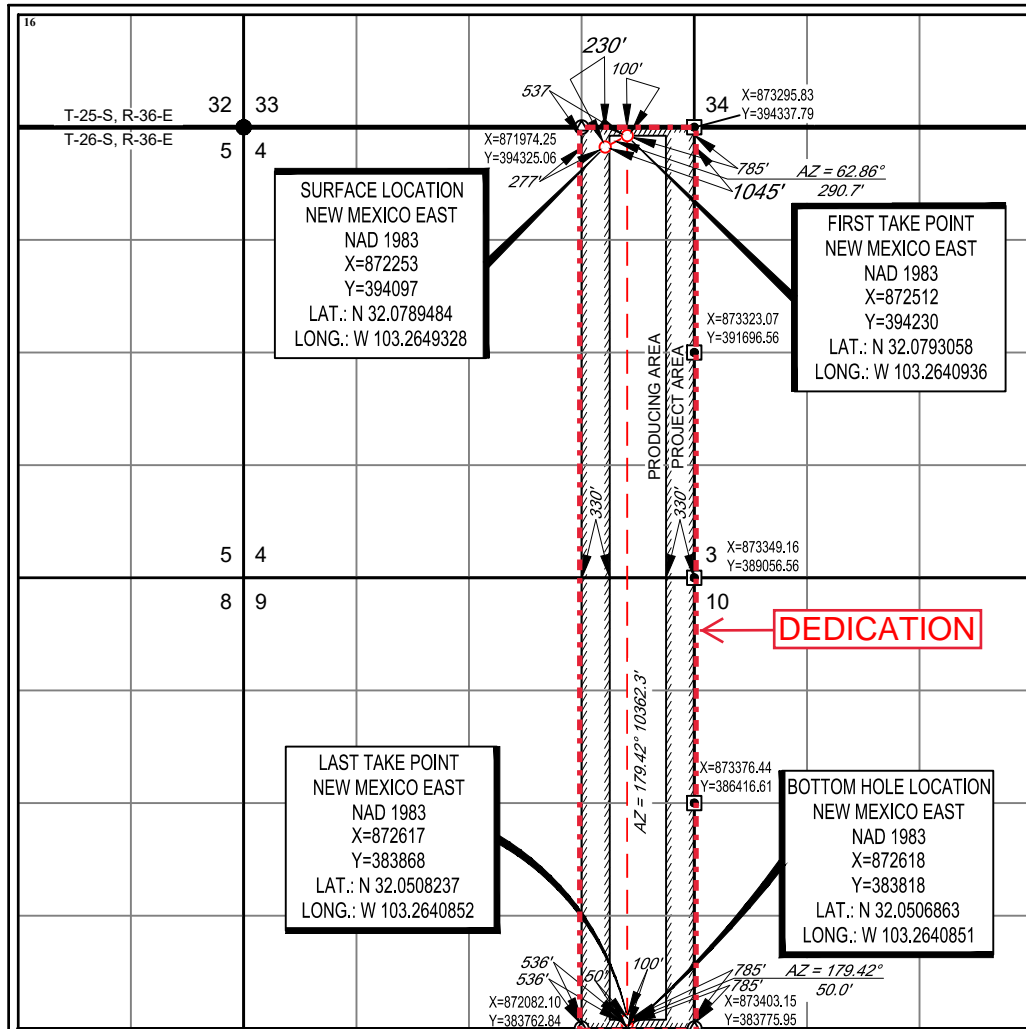 16
230'
100'
537
T-25-S, R-36-E
32 33
34
X=873295.83
Y=394337.79
T-26-S, R-36-E
5 4
X=871974.25
Y=394325.06
277'
785'
1045'
AZ = 62.86°
290.7'
SURFACE LOCATION
NEW MEXICO EAST
NAD 1983
X=872253
Y=394097
LAT.: N 32.0789484
LONG.: W 103.2649328
FIRST TAKE POINT
NEW MEXICO EAST
NAD 1983
X=872512
Y=394230
LAT.: N 32.0793058
LONG.: W 103.2640936
X=873323.07
Y=391696.56
PRODUCING AREA
PROJECT AREA
330'
330'
5 4
3
X=873349.16
Y=389056.56
8 9
10
DEDICATION
AZ = 179.42° 10362.3'
LAST TAKE POINT
NEW MEXICO EAST
NAD 1983
X=872617
Y=383868
LAT.: N 32.0508237
LONG.: W 103.2640852
X=873376.44
Y=386416.61
BOTTOM HOLE LOCATION
NEW MEXICO EAST
NAD 1983
X=872618
Y=383818
LAT.: N 32.0506863
LONG.: W 103.2640851
536'
536'
50'
100'
785'
785'
AZ = 179.42°
50.0'
X=872082.10
Y=383762.84
X=873403.15
Y=383775.95